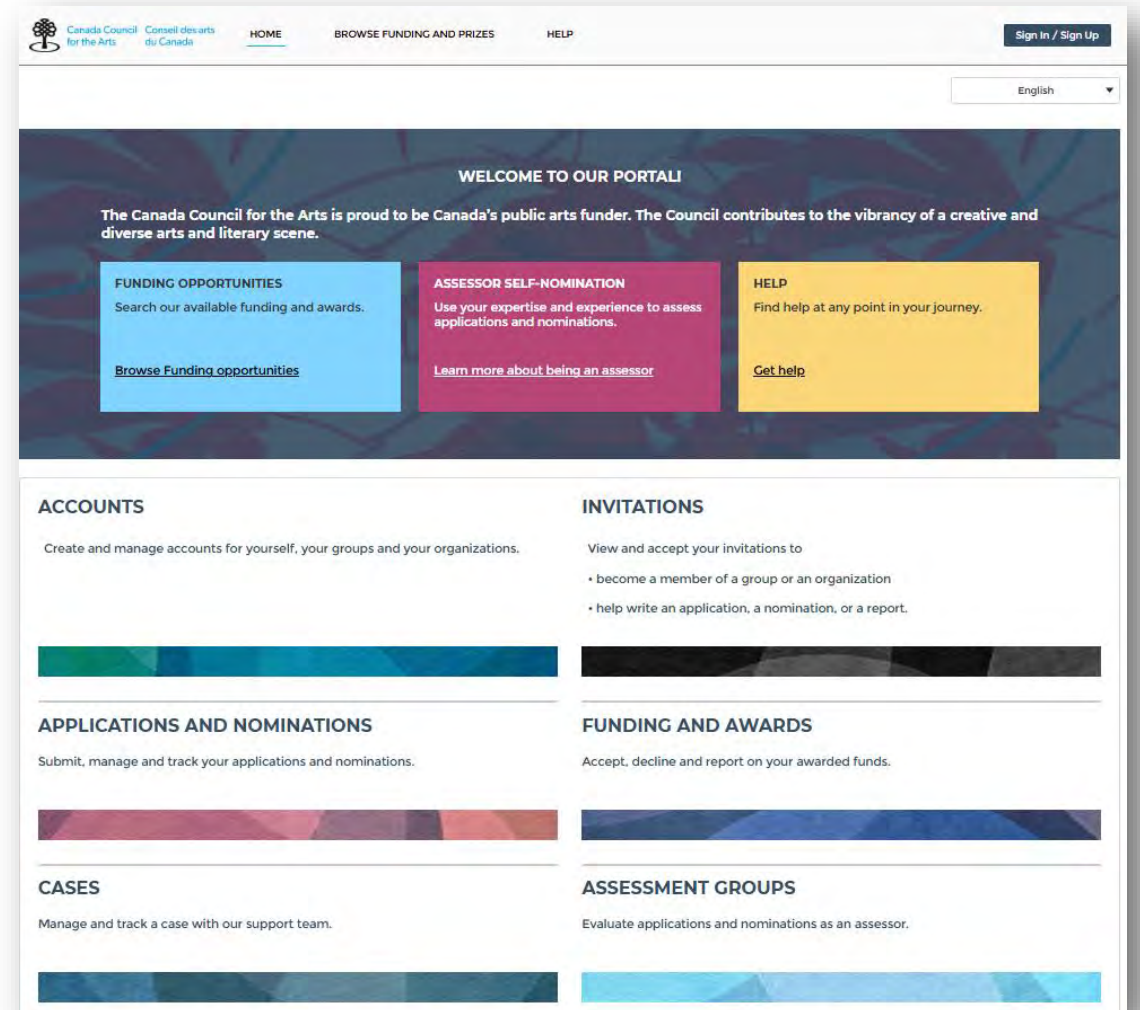 Canada Council Conseil des arts
for the Arts du Canada
HOME
BROWSE FUNDING AND PRIZES
HELP
Sign In / Sign Up
English
WELCOME TO OUR PORTAL!
The Canada Council for the Arts is proud to be Canada's public arts funder. The Council contributes to the vibrancy of a creative and
diverse arts and literary scene.
FUNDING OPPORTUNITIES
Search our available funding and awards.
Browse Funding opportunities
ASSESSOR SELF-NOMINATION
Use your expertise and experience to assess
applications and nominations.
Learn more about being an assessor
HELP
Find help at any point in your journey.
Get help
ACCOUNTS
Create and manage accounts for yourself, your groups and your organizations.
INVITATIONS
View and accept your invitations to
• become a member of a group or an organization
• help write an application, a nomination, or a report.
APPLICATIONS AND NOMINATIONS
Submit, manage and track your applications and nominations.
FUNDING AND AWARDS
Accept, decline and report on your awarded funds.
CASES
Manage and track a case with our support team.
ASSESSMENT GROUPS
Evaluate applications and nominations as an assessor.